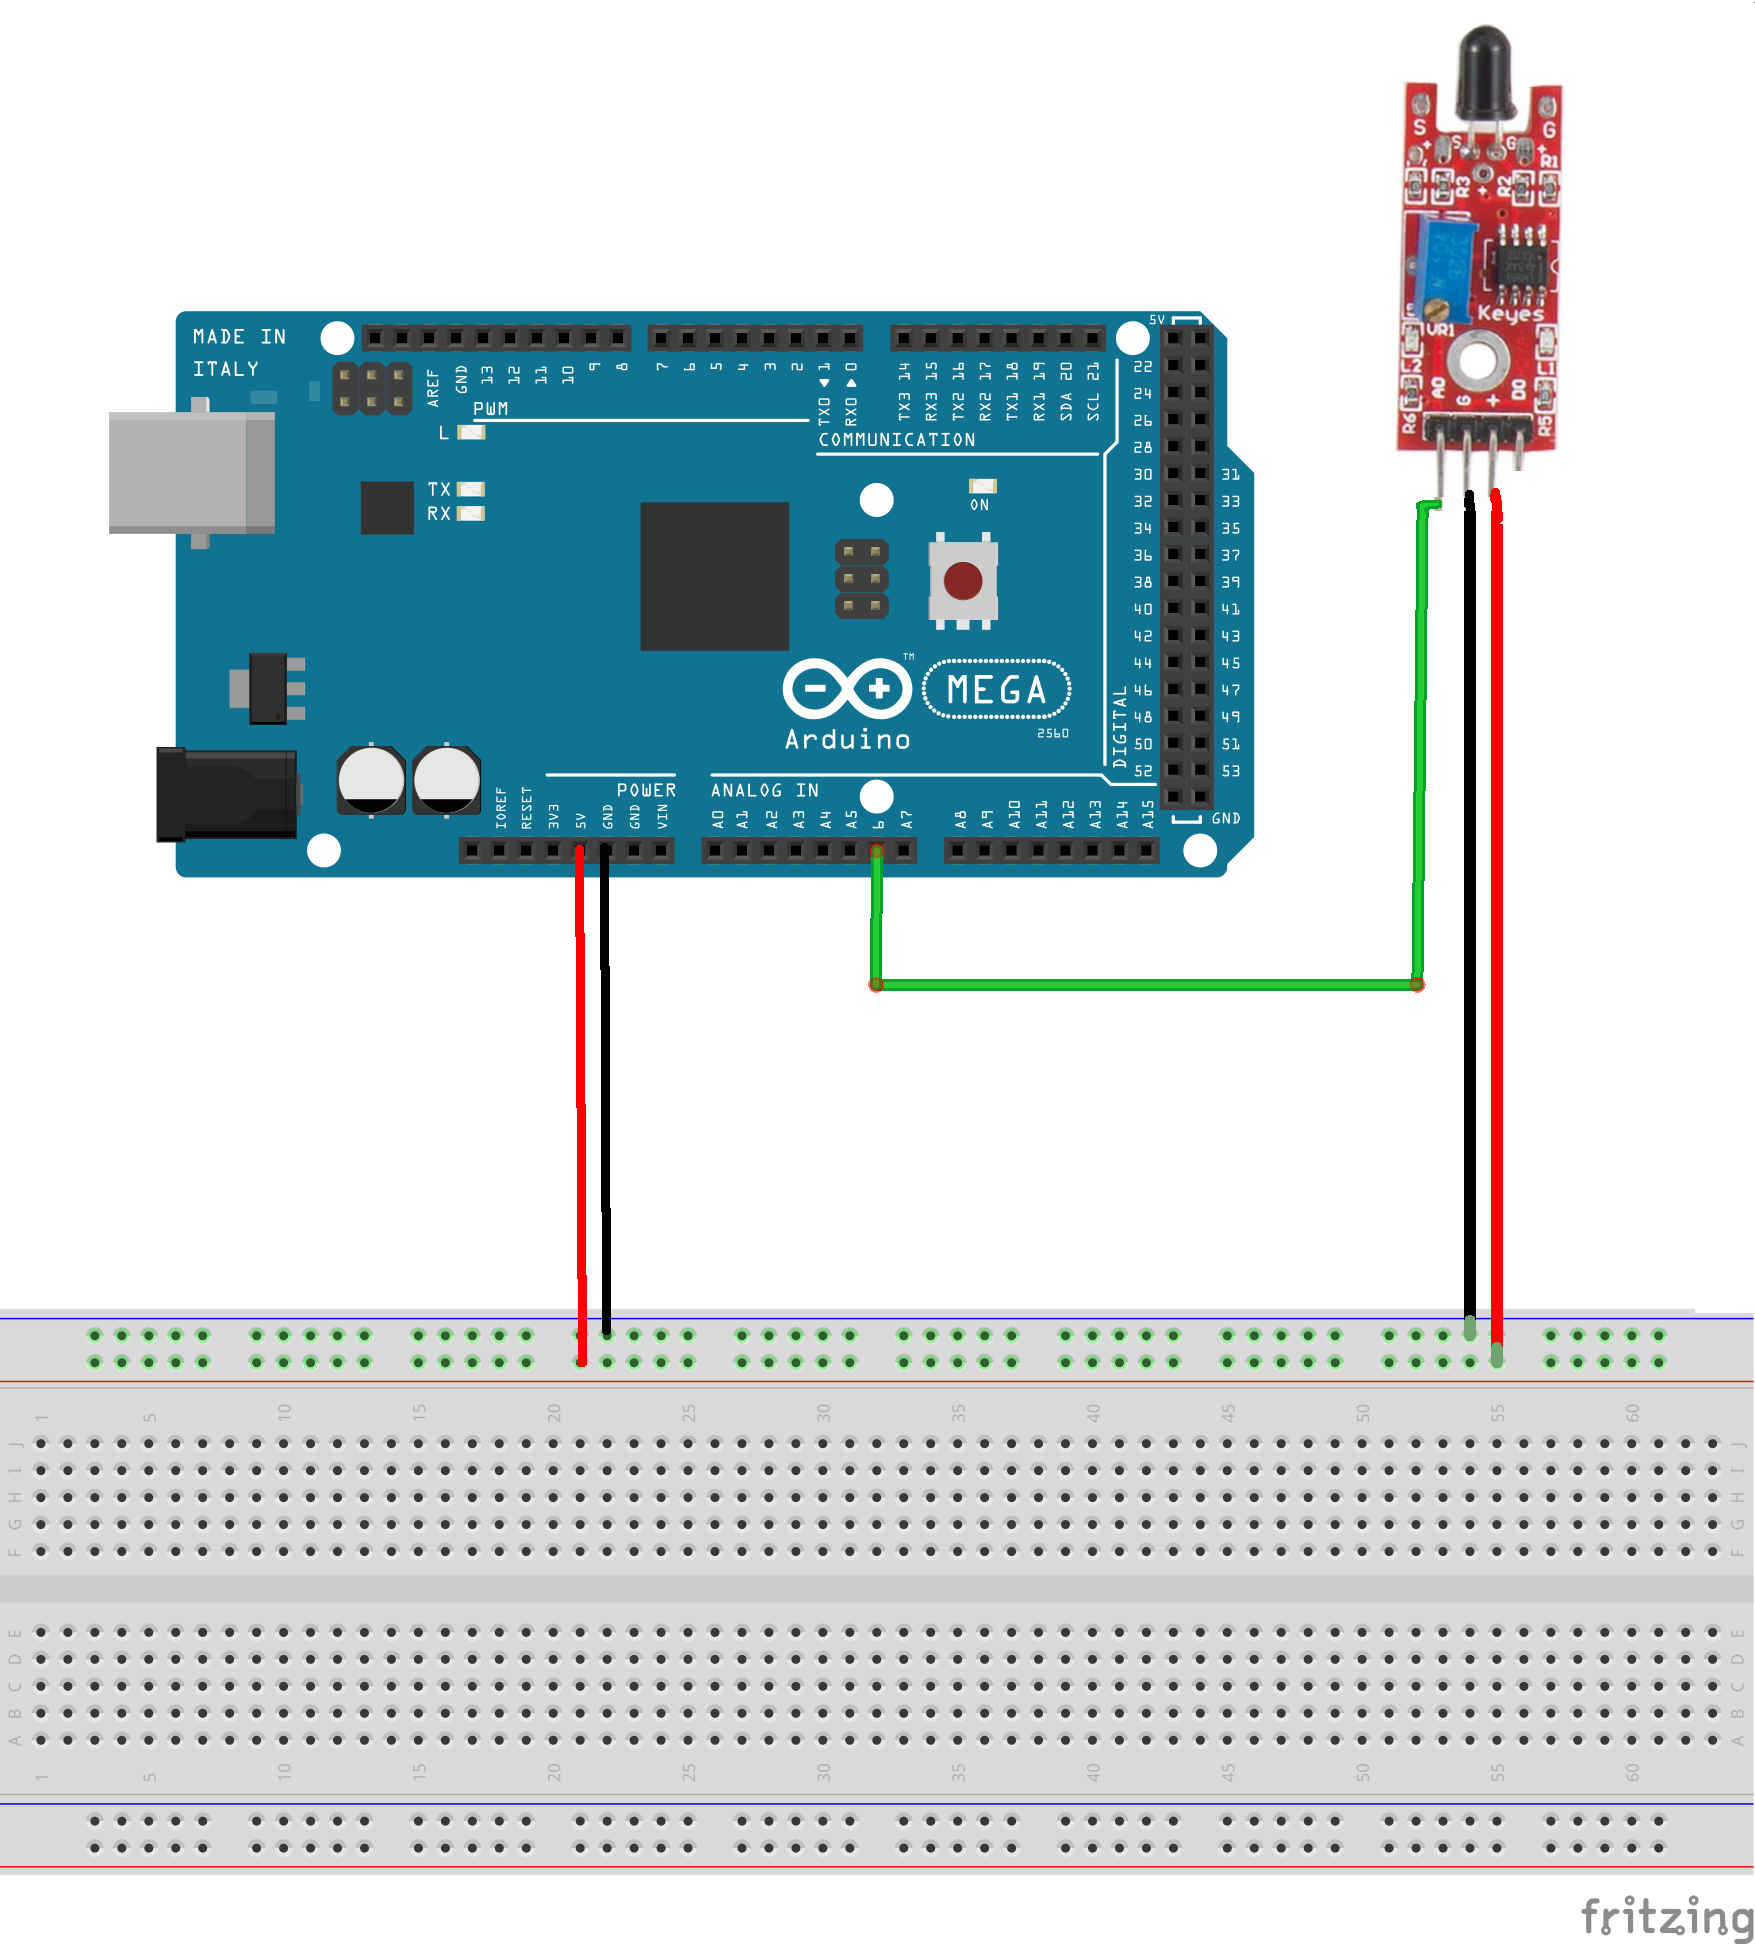 S
G
+
S
G
+
R1
R3
+
R2
Keyes
VR1
L1
A0
G
+
D0
R6
R5
MADE IN
ITALY
AREF
GND
13
12
11
10
9
8
7
6
5
4
3
2
TX0 1
RX0 0
TX3 14
RX3 15
TX2 16
RX2 17
TX1 18
RX1 19
SDA 20
SCL 21
PWM
COMMUNICATION
L
TX
RX
ON
5V
22
24
26
28
30 31
32 33
34 35
36 37
38 39
40 41
42 43
44 45
46 47
48 49
50 51
52 53
GND
DIGITAL
TM
MEGA
Arduino
2560
POWER
ANALOG IN
IOREF
RESET
3V3
5V
GND
GND
VIN
A0
A1
A2
A3
A4
A5
6
A7
A8
A9
A10
A11
A12
A13
A14
A15
1 5 10 15 20 25 30 35 40 45 50 55 60
J J
I I
H H
G G
F F
E E
D D
C C
B B
A A
1 5 10 15 20 25 30 35 40 45 50 55 60
fritzing